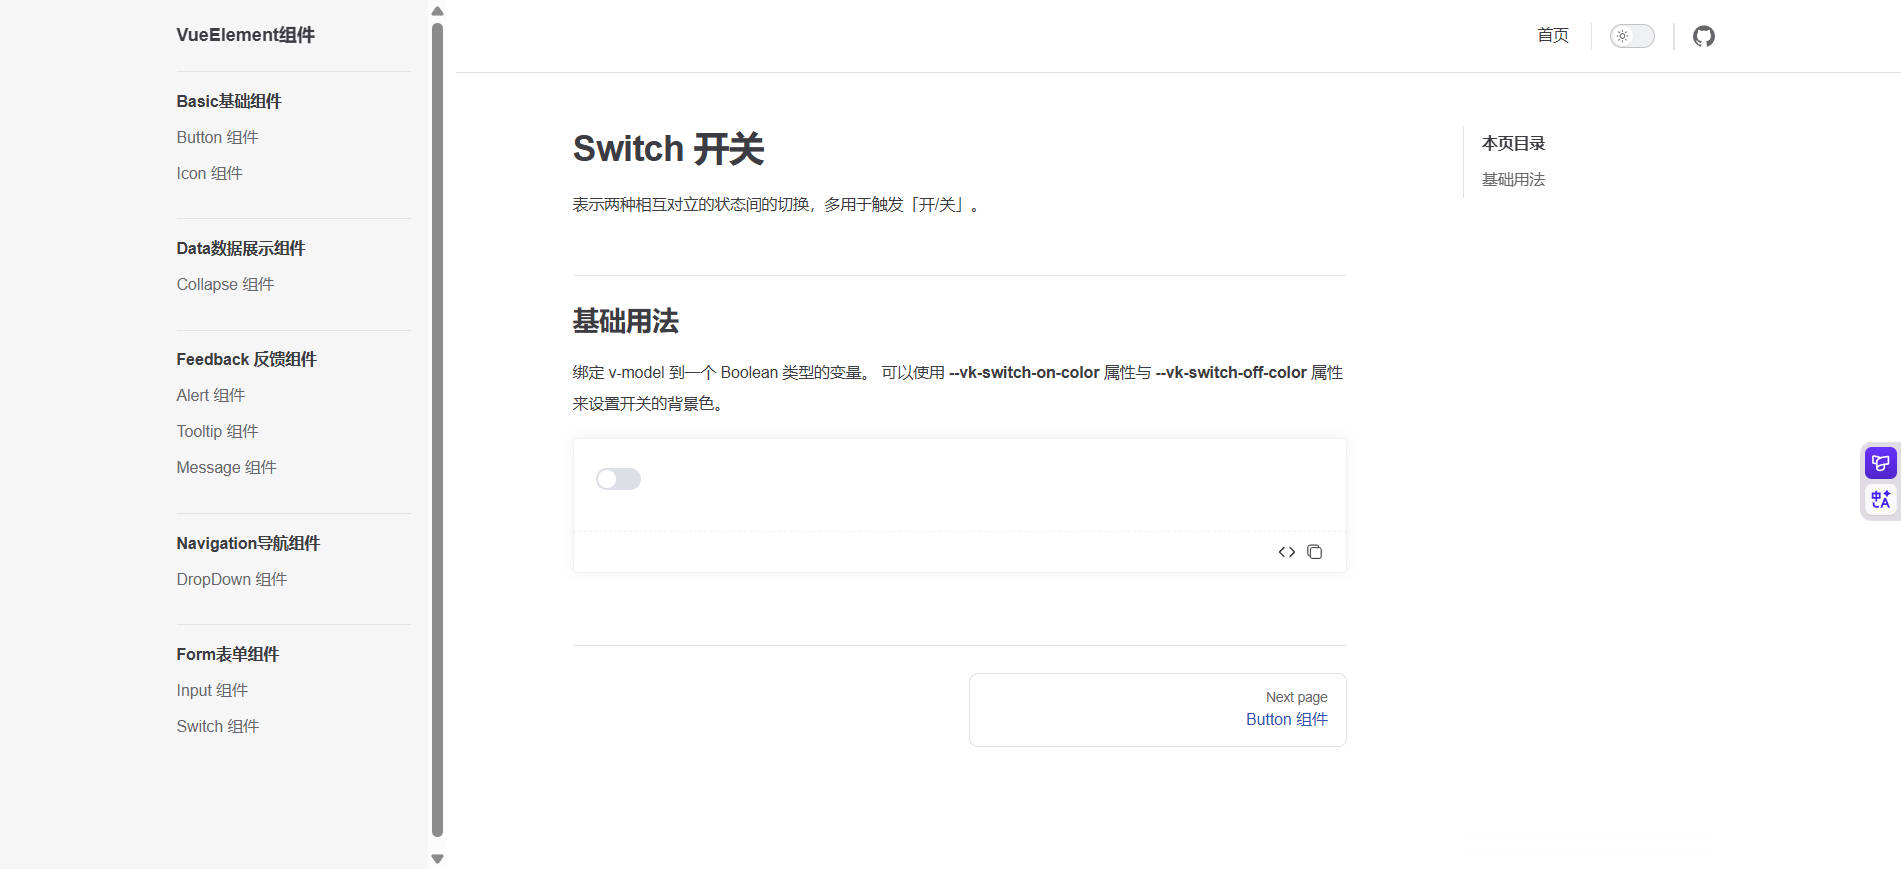 VueElement组件
Basic基础组件
Button 组件
Icon 组件
Data数据展示组件
Collapse 组件
Feedback 反馈组件
Alert 组件
Tooltip 组件
Message 组件
Navigation导航组件
DropDown 组件
Form表单组件
Input 组件
Switch 组件
首页
Switch 开关
表示两种相互对立的状态间的切换，多用于触发「开/关」。
基础用法
绑定 v-model 到一个 Boolean 类型的变量。 可以使用 --vk-switch-on-color 属性与 --vk-switch-off-color 属性
来设置开关的背景色。
Next page
Button 组件
本页目录
基础用法
中A